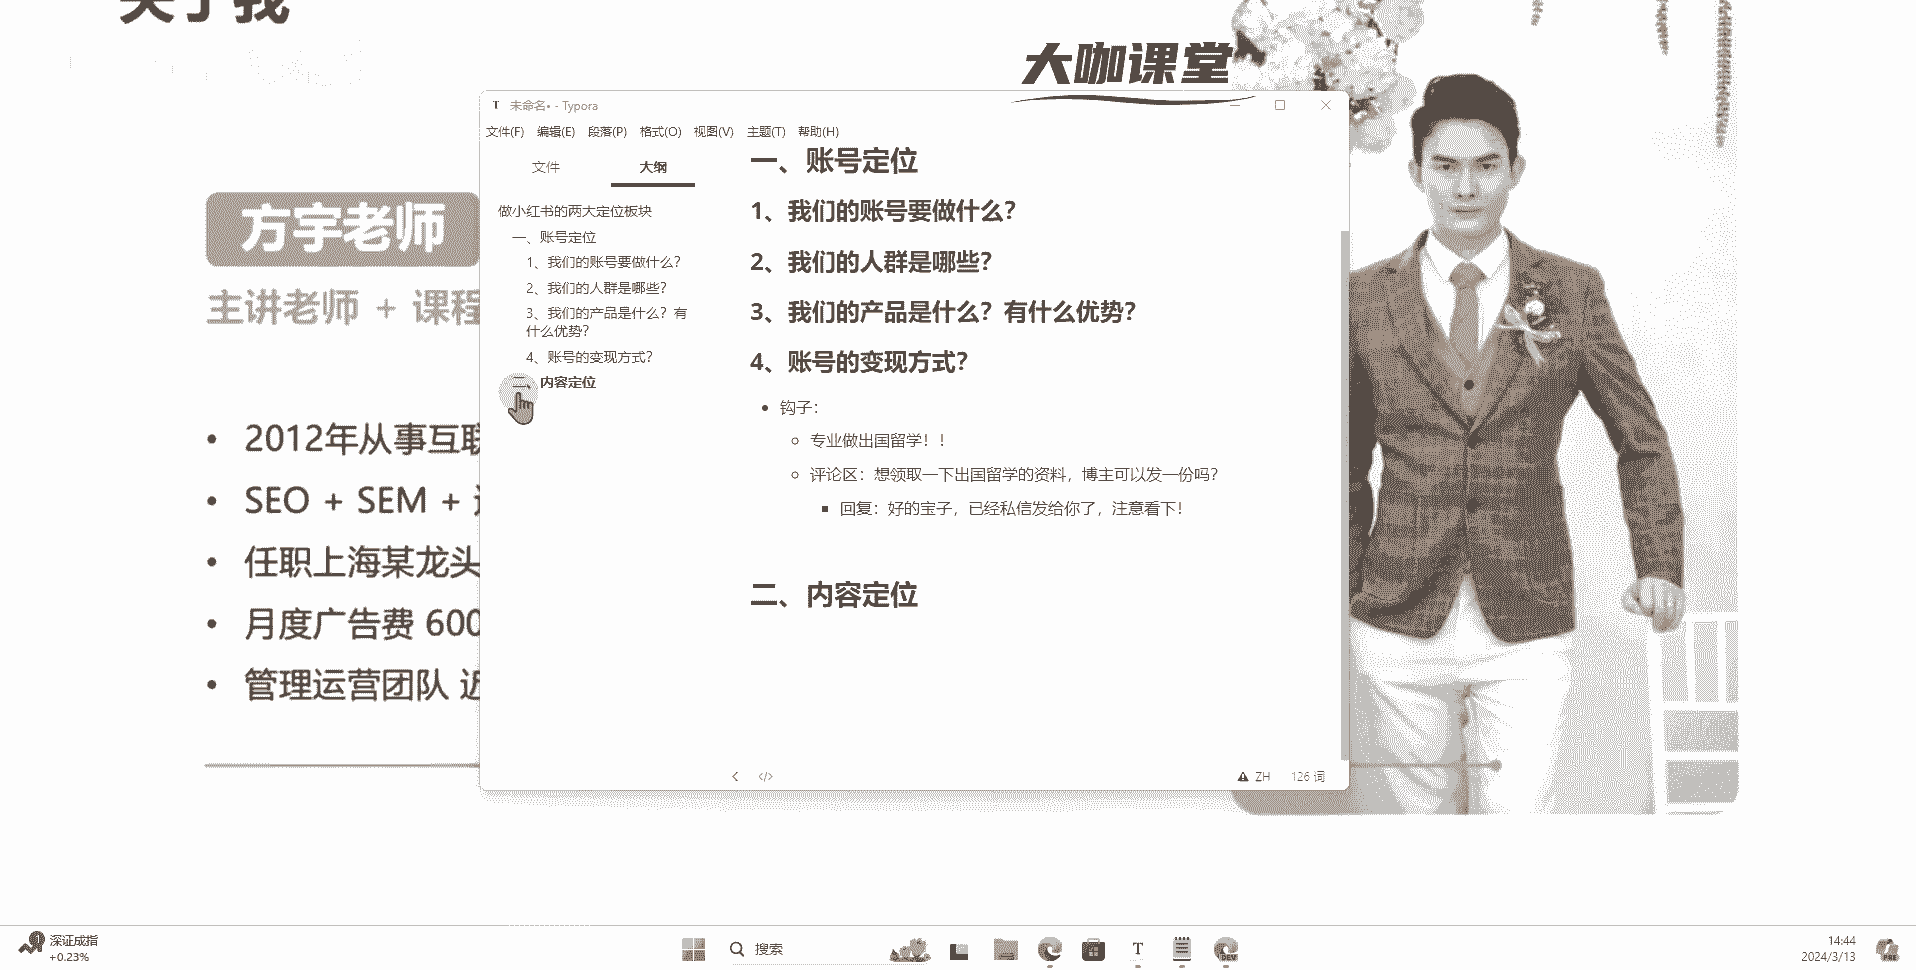 关于我
大咖课堂
未命名• - Typora
文件(F) 编辑(E) 段落(P) 格式(O) 视图(V) 主题(T) 帮助(H)
文件 大纲
做小红书的两大定位板块
一、账号定位
1、我们的账号要做什么？
2、我们的人群是哪些？
3、我们的产品是什么？有
什么优势？
4、账号的变现方式？
二、内容定位
一、账号定位
1、我们的账号要做什么？
2、我们的人群是哪些？
3、我们的产品是什么？有什么优势？
4、账号的变现方式？
• 钩子：
专业做出国留学！！
评论区：想领取一下出国留学的资料，博主可以发一份吗？
回复：好的宝子，已经私信发给你了，注意看下！
二、内容定位
ZH 126 词
方宇老师
主讲老师 + 课程
• 2012年从事互联
• SEO + SEM +
• 任职上海某龙头
• 月度广告费 600
• 管理运营团队 近
深证成指
+0.23%
搜索
T
DEV
14:44
2024/3/13
PRE